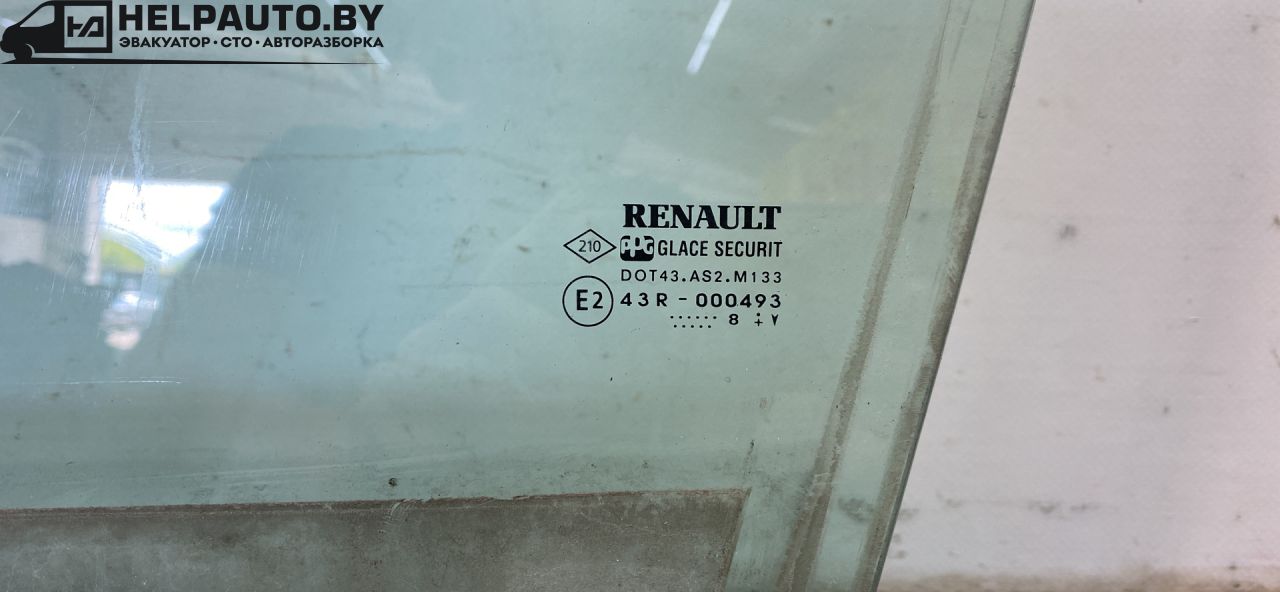 HELPAUTO.BY
ЭВАКУАТОР • СТО • АВТОРАЗБОРКА
RENAULT
210 PPG GLACE SECURIT
DOT43.AS2.M133
E2 43R - 000493
8